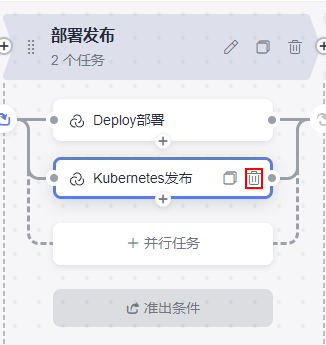 部署发布
2 个任务
Deploy部署
Kubernetes发布
并行任务
准出条件